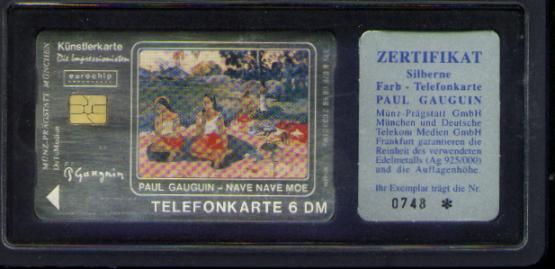 Künstlerkarte
Die Impressionisten
eurochip
MÜNZ-PRÄGSTATT MÜNCHEN
P Gauguin
PAUL GAUGUIN – NAVE NAVE MOE
TELEFONKARTE 6 DM
ZERTIFIKAT
Silberne
Farb - Telefonkarte
PAUL GAUGUIN
Münz-Prägstatt GmbH
München und Deutsche
Telekom Medien GmbH
Frankfurt garantieren die
Reinheit des verwendeten
Edelmetalls (Ag 925/000)
und die Auflagenhöhe.
Ihr Exemplar trägt die Nr.
0748 *